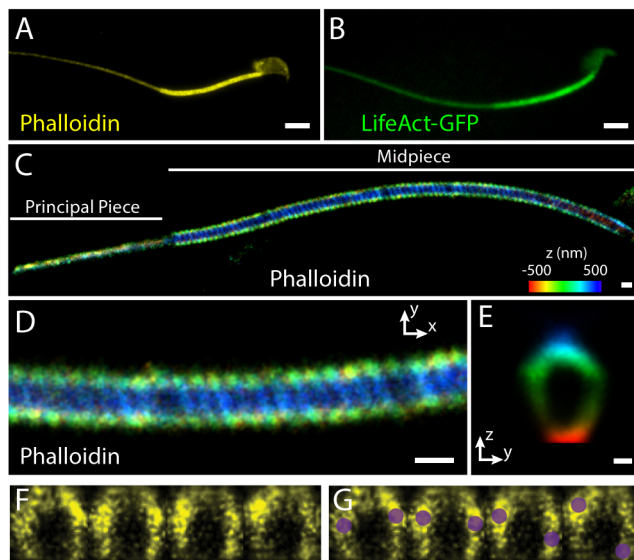 A
Phalloidin
B
LifeAct-GFP
C
Midpiece
Principal Piece
Phalloidin
z (nm)
-500 500
D
y
x
Phalloidin
E
z
y
F
G